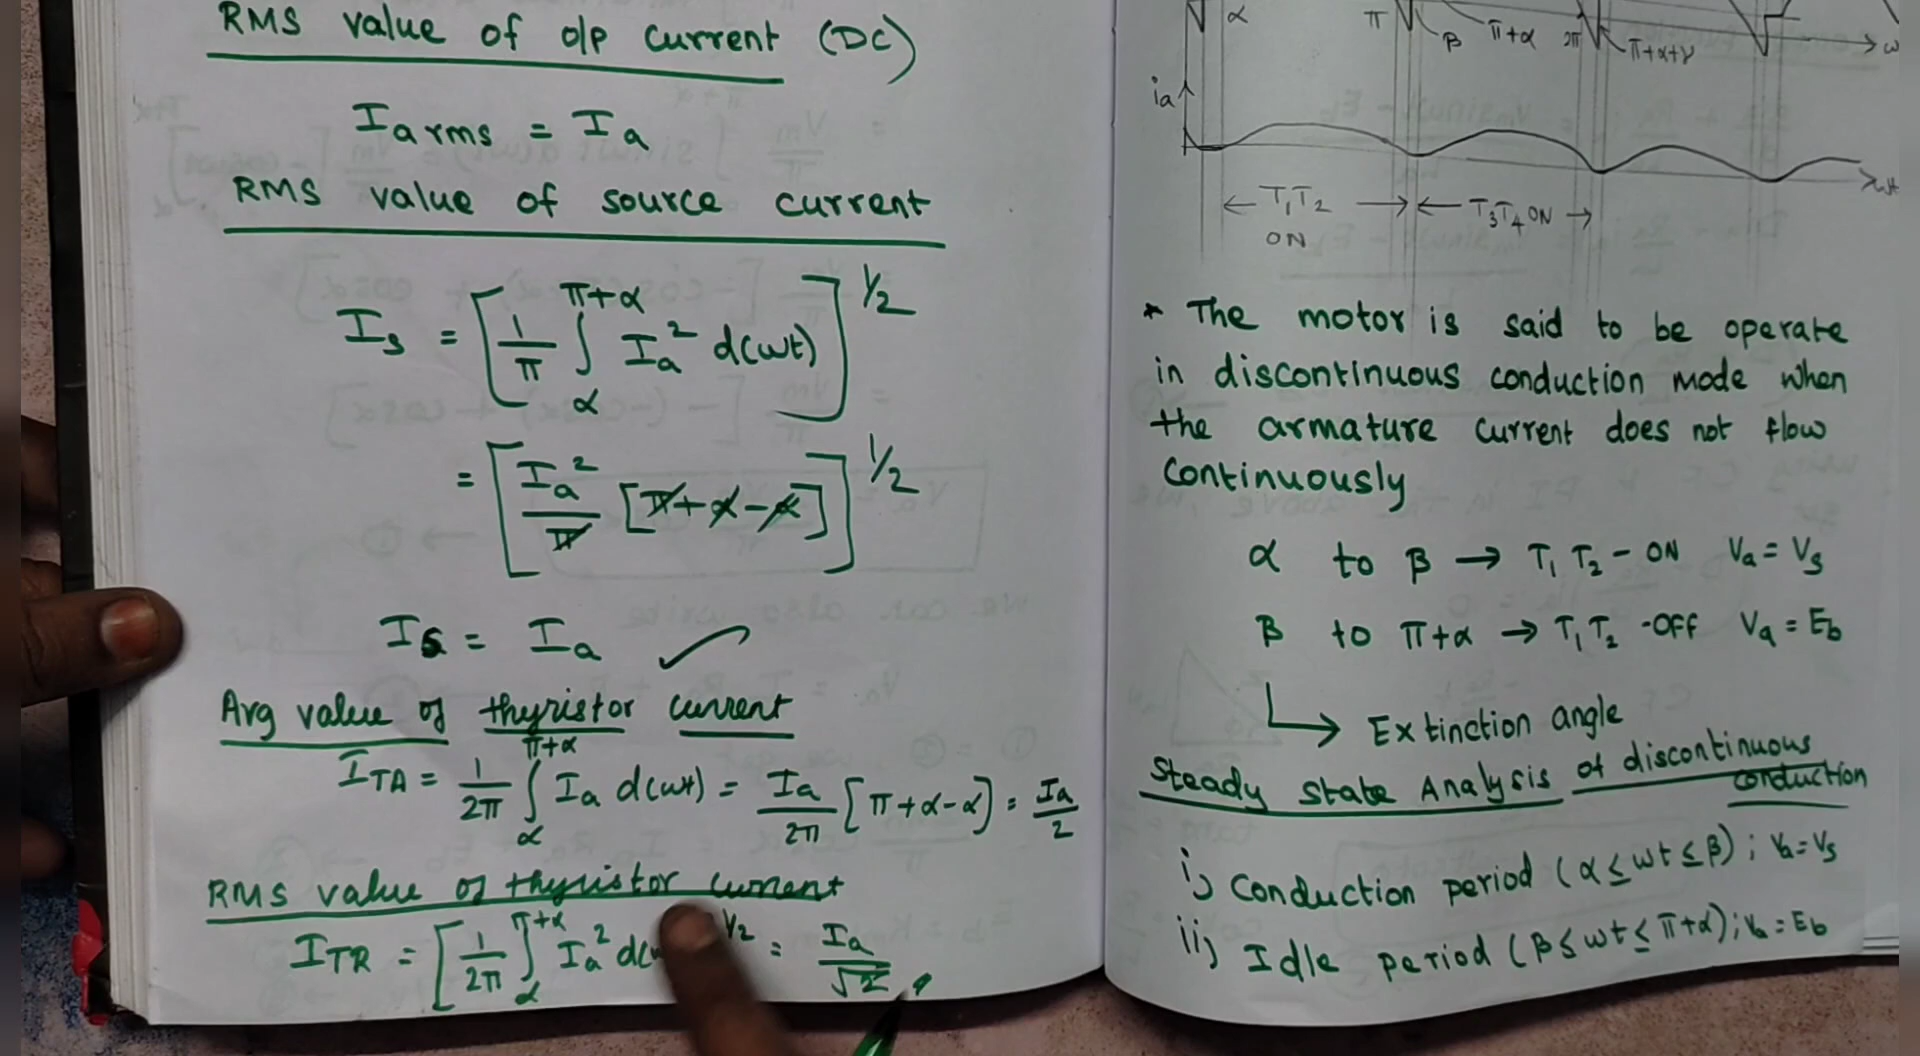 RMS value of o/p current (DC)
Ia rms = Ia
RMS value of source current
Is = [1/π ∫_α^{π+α} Ia² d(ωt)]^{1/2}
= [Ia²/π [π+α-α]]^{1/2}
Is = Ia ✓
Avg value of thyristor current
ITA = 1/2π ∫_α^{π+α} Ia d(ωt) = Ia/2π [π+α-α] = Ia/2
RMS value of thyristor current
ITR = [1/2π ∫_α^{π+α} Ia² d( 1/2 = Ia/√2
α π β π+α 2π π+α+γ ω
ia
ωt
T1T2 T3T4 ON
ON
* The motor is said to be operate
in discontinuous conduction mode when
the armature current does not flow
continuously
α to β → T1 T2 - ON Va = Vs
β to π+α → T1 T2 - OFF Va = Eb
→ Extinction angle
Steady State Analysis of discontinuous
conduction
i) Conduction period (α ≤ ωt ≤ β); Va = Vs
ii) Idle period (β ≤ ωt ≤ π+α); Va = Eb